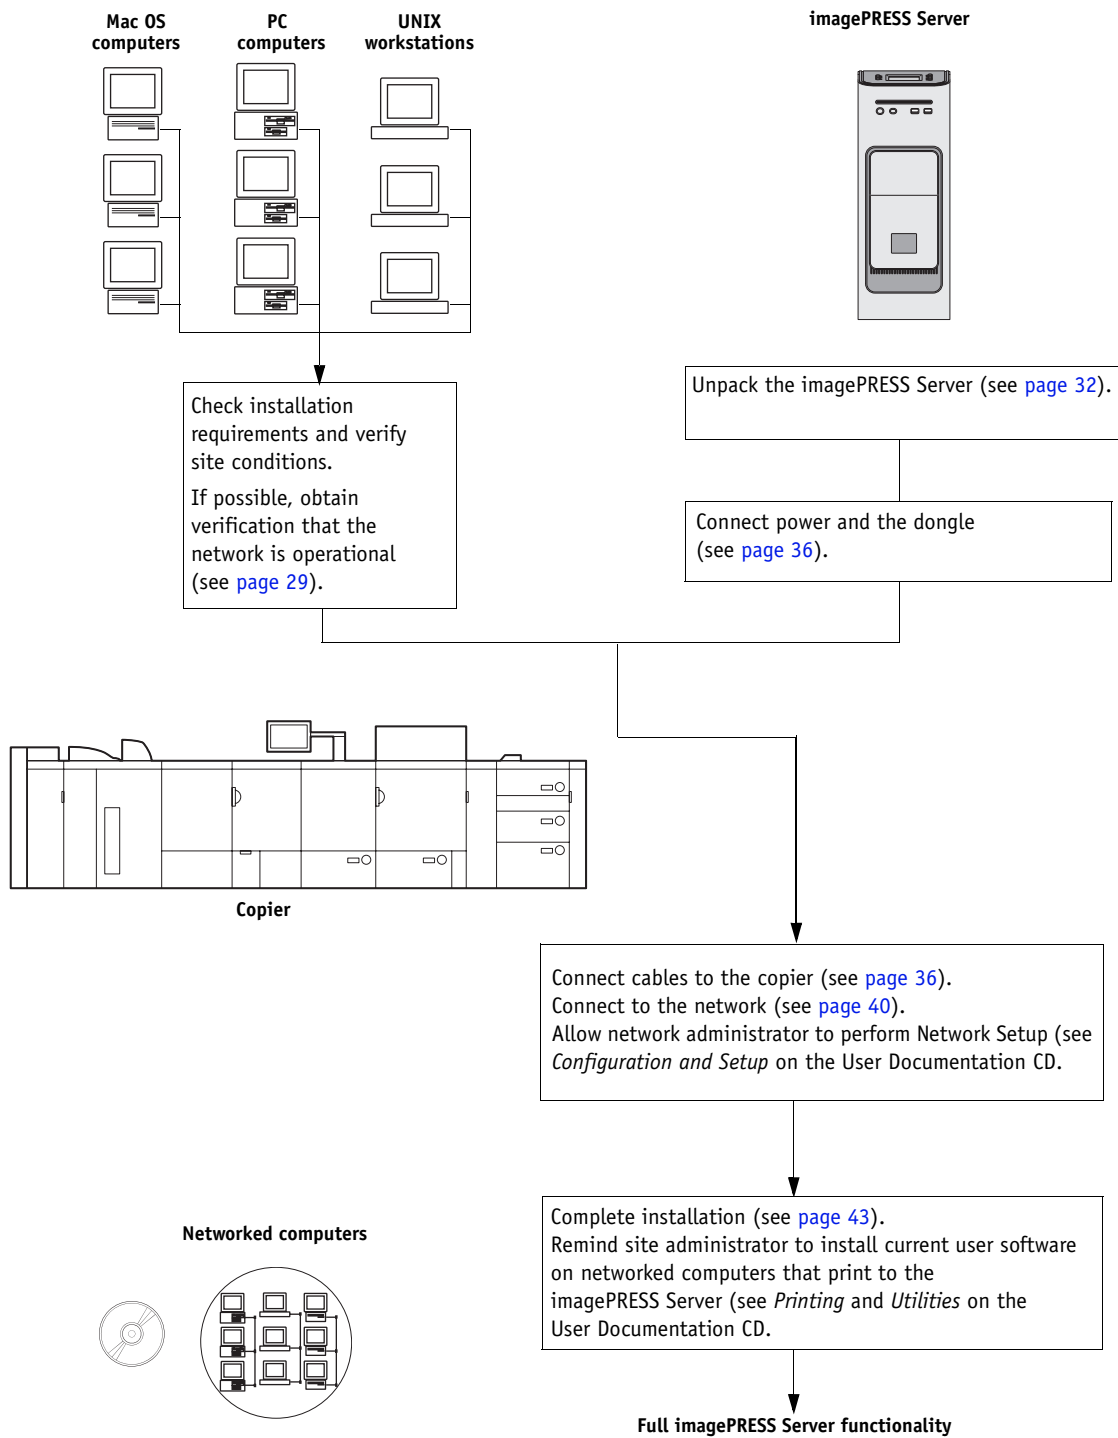 Mac OS
computers
PC
computers
UNIX
workstations
imagePRESS Server
Check installation
requirements and verify
site conditions.
If possible, obtain
verification that the
network is operational
(see page 29).
Unpack the imagePRESS Server (see page 32).
Connect power and the dongle
(see page 36).
Copier
Connect cables to the copier (see page 36).
Connect to the network (see page 40).
Allow network administrator to perform Network Setup (see
Configuration and Setup on the User Documentation CD.
Networked computers
Complete installation (see page 43).
Remind site administrator to install current user software
on networked computers that print to the
imagePRESS Server (see Printing and Utilities on the
User Documentation CD.
Full imagePRESS Server functionality